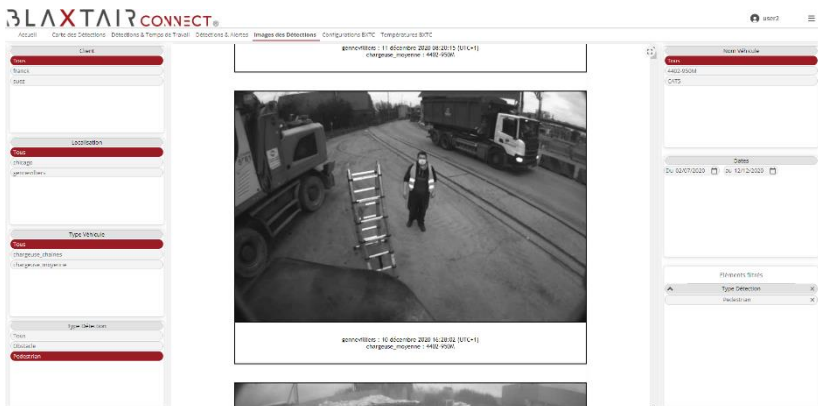 BLAXTAIR CONNECT®
user2
Accueil Carte des Détections Détections & Temps de Travail Détections & Alertes Images des Détections Configurations BXTC Températures BXTC
Client
Tous
franck
suez
Localisation
Tous
chicago
gennevilliers
Type Véhicule
Tous
chargeuse_chaines
chargeuse_moyenne
Type Détection
Tous
Obstacle
Pedestrian
gennevilliers : 11 décembre 2020 08:20:15 (UTC+1)
chargeuse_moyenne : 4402-950M
gennevilliers : 10 décembre 2020 16:20:02 (UTC+1)
chargeuse_moyenne : 4402-950M
Nom Véhicule
Tous
4402-950M
CATS
Dates
Du 02/07/2020 au 12/12/2020
Eléments filtrés
Type Détection
Pedestrian